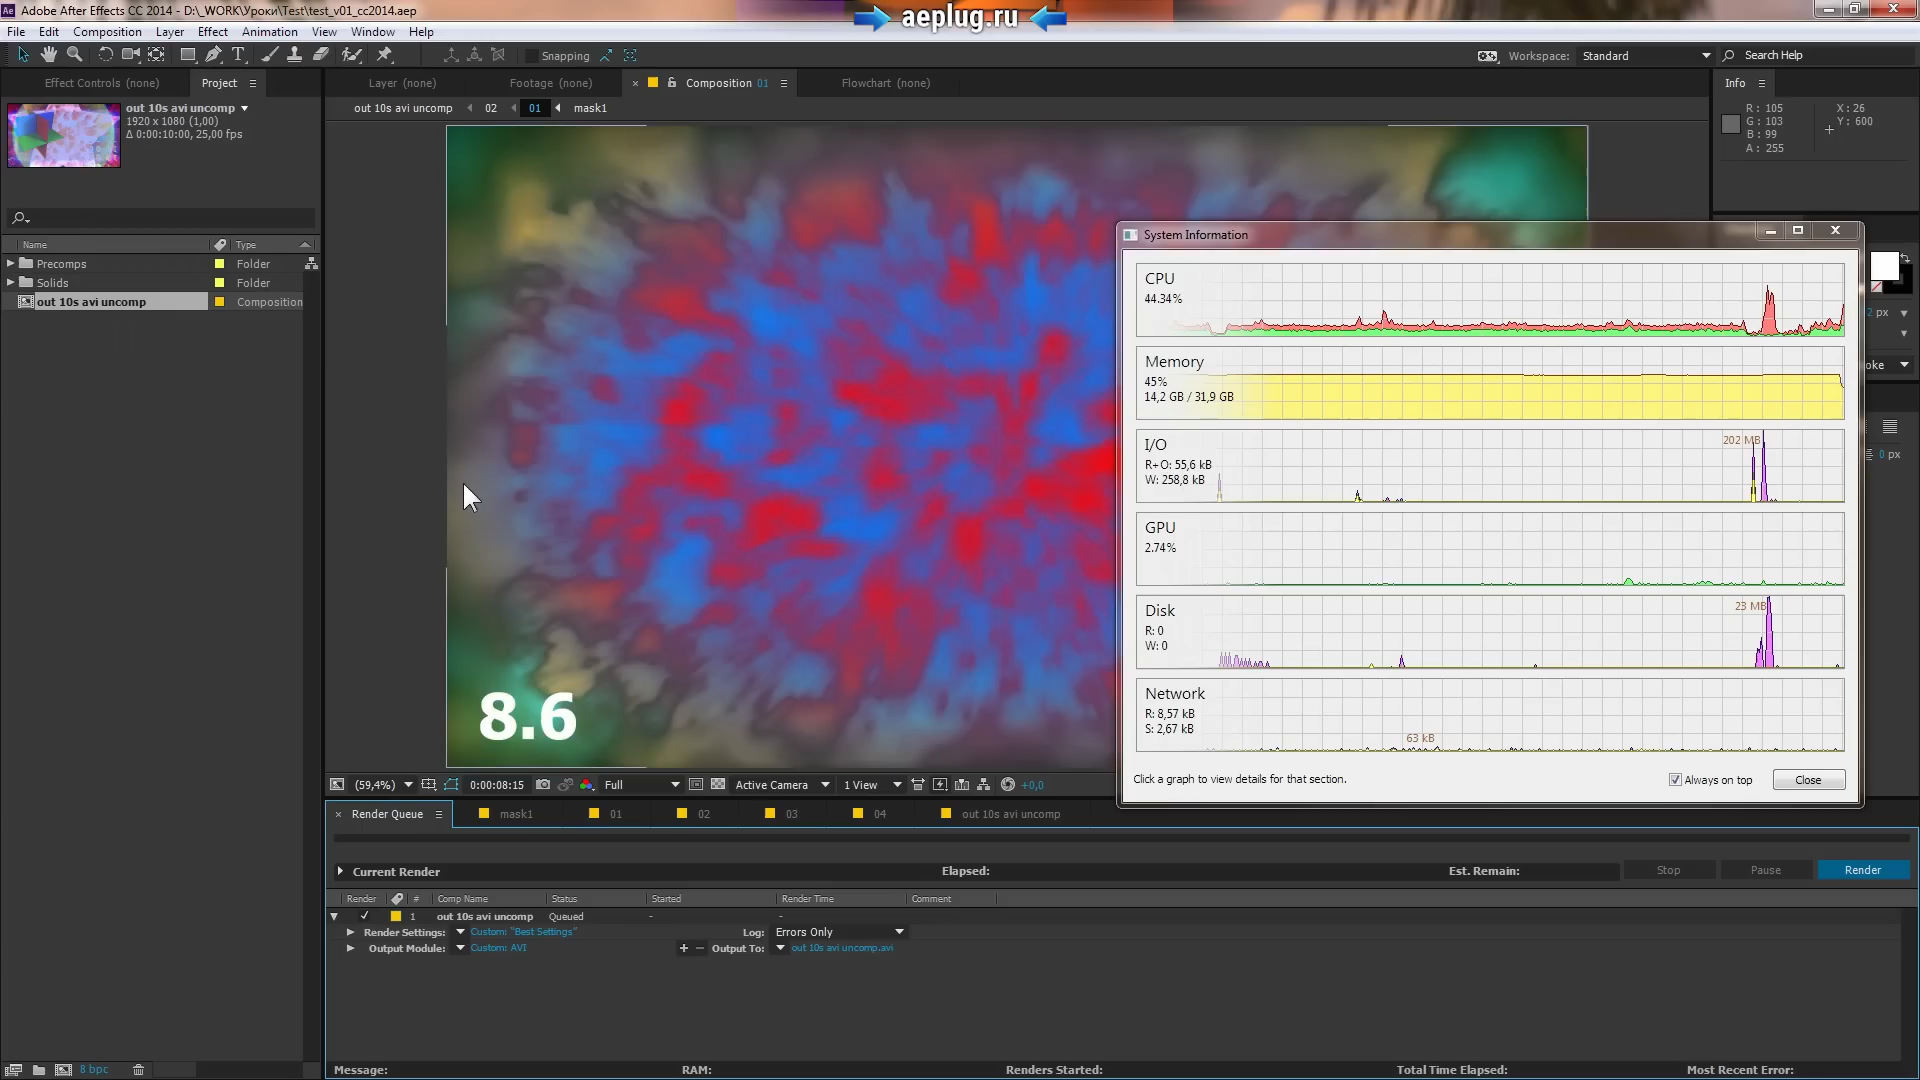 Adobe After Effects CC 2014 - D:\_WORK\Уроки\Test\test_v01_cc2014.aep
aeplug.ru
File Edit Composition Layer Effect Animation View Window Help
Snapping
Workspace: Standard
Search Help
Effect Controls (none) Project
Layer (none) Footage (none) Composition 01 Flowchart (none)
Info
out 10s avi uncomp
1920 x 1080 (1,00)
Δ 0:00:10:00, 25,00 fps
out 10s avi uncomp 02 01 mask1
R : 105
G : 103
B : 99
A : 255
X : 26
Y : 600
Name Type
Precomps Folder
Solids Folder
out 10s avi uncomp Composition
8.6
System Information
CPU
44.34%
Memory
45%
14,2 GB / 31,9 GB
I/O
R+O: 55,6 kB
W: 258,8 kB
202 MB
GPU
2.74%
Disk
R: 0
W: 0
23 MB
Network
R: 8,57 kB
S: 2,67 kB
63 kB
Click a graph to view details for that section.
Always on top
Close
px
oke
0 px
(59,4%) 0:00:08:15 Full Active Camera 1 View +0,0
Render Queue mask1 01 02 03 04 out 10s avi uncomp
Current Render Elapsed: Est. Remain: Stop Pause Render
Render # Comp Name Status Started Render Time Comment
1 out 10s avi uncomp Queued - -
Render Settings: Custom: "Best Settings" Log: Errors Only
Output Module: Custom: AVI + — Output To: out 10s avi uncomp.avi
8 bpc
Message: RAM: Renders Started: Total Time Elapsed: Most Recent Error: